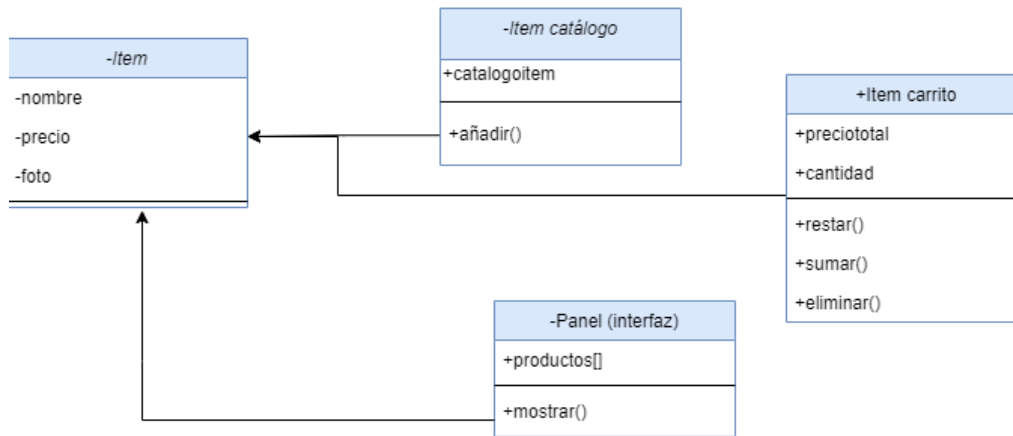 -Item
-nombre
-precio
-foto
-Item catálogo
+catalogoitem
+añadir()
+Item carrito
+preciototal
+cantidad
+restar()
+sumar()
+eliminar()
-Panel (interfaz)
+productos[]
+mostrar()